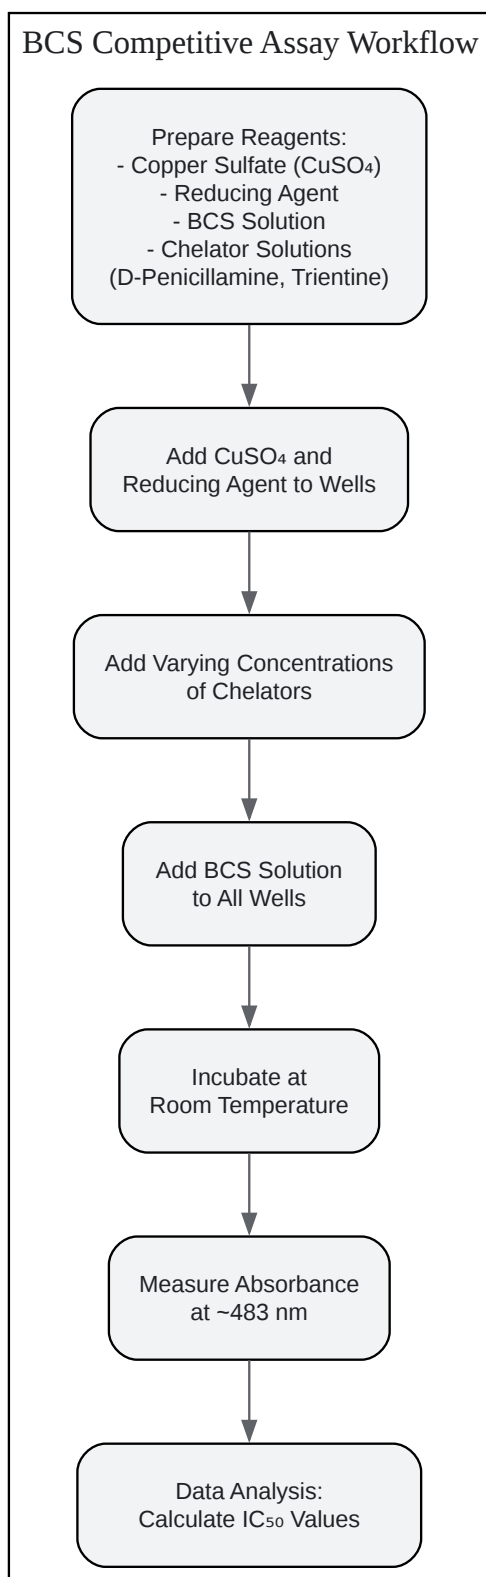 BCS Competitive Assay Workflow
Prepare Reagents:
- Copper Sulfate (CuSO₄)
- Reducing Agent
- BCS Solution
- Chelator Solutions
(D-Penicillamine, Trientine)
Add CuSO₄ and
Reducing Agent to Wells
Add Varying Concentrations
of Chelators
Add BCS Solution
to All Wells
Incubate at
Room Temperature
Measure Absorbance
at ~483 nm
Data Analysis:
Calculate IC₅₀ Values